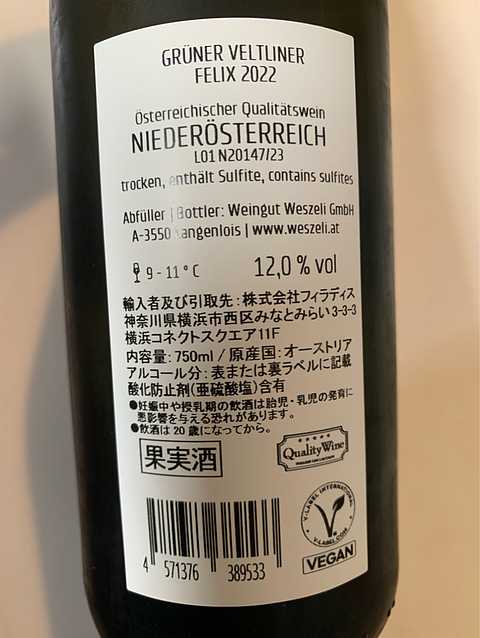 GRÜNER VELTLINER
FELIX 2022
Österreichischer Qualitätswein
NIEDERÖSTERREICH
L01 N20147/23
trocken, enthält Sulfite, contains sulfites
Abfüller | Bottler: Weingut Weszeli GmbH
A-3550 Langenlois | www.weszeli.at
9 - 11 ° C
12,0 % vol
輸入者及び引取先：株式会社フィラディス
神奈川県横浜市西区みなとみらい3-3-3
横浜コネクトスクエア11F
内容量：750ml / 原産国：オーストリア
アルコール分：表または裏ラベルに記載
酸化防止剤(亜硫酸塩)含有
●妊娠中や授乳期の飲酒は胎児・乳児の発育に
悪影響を与える恐れがあります。
●飲酒は20歳になってから。
果実酒
Quality Wine
V-LABEL INTERNATIONAL
V-LABEL.COM
VEGAN
4 571376 389533